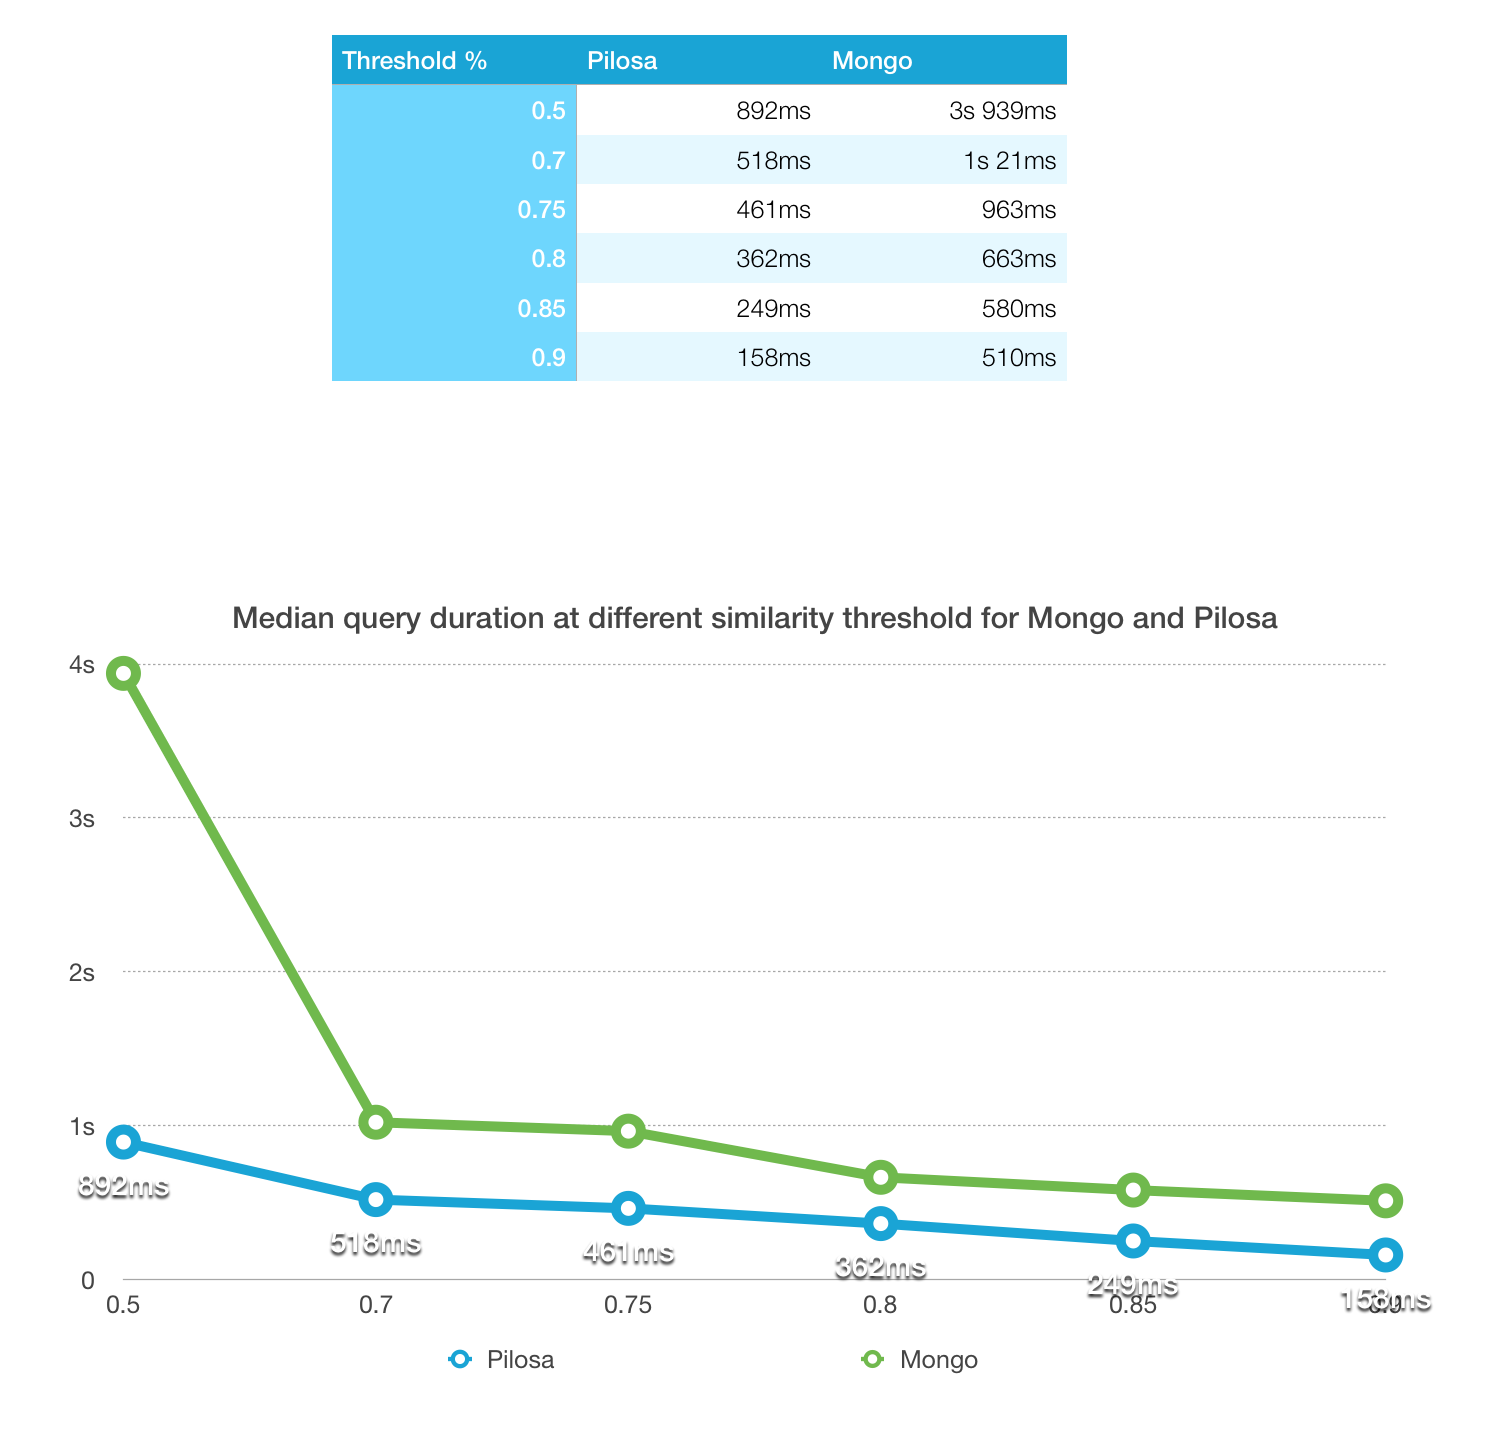 Threshold % Pilosa Mongo
0.5 892ms 3s 939ms
0.7 518ms 1s 21ms
0.75 461ms 963ms
0.8 362ms 663ms
0.85 249ms 580ms
0.9 158ms 510ms
Median query duration at different similarity threshold for Mongo and Pilosa
4s
3s
2s
1s
892ms
518ms
461ms
362ms
249ms
158ms
0
0.5 0.7 0.75 0.8 0.85 0.9
Pilosa Mongo